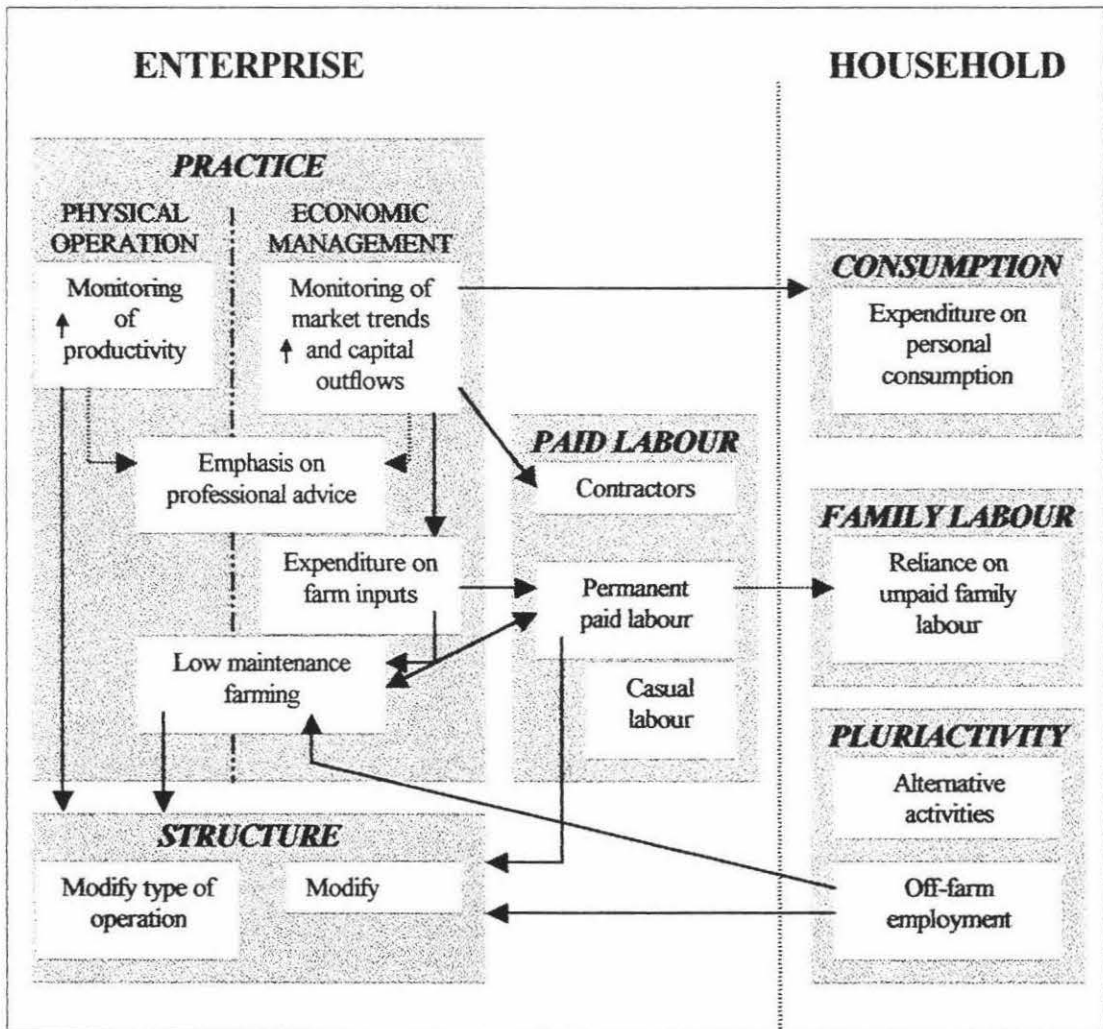 ENTERPRISE
HOUSEHOLD
PRACTICE
PHYSICAL
OPERATION
ECONOMIC
MANAGEMENT
Monitoring
of
productivity
Monitoring of
market trends
and capital
outflows
Emphasis on
professional advice
Expenditure on
farm inputs
Low maintenance
farming
PAID LABOUR
Contractors
Permanent
paid labour
Casual
labour
STRUCTURE
Modify type of
operation
Modify
CONSUMPTION
Expenditure on
personal
consumption
FAMILY LABOUR
Reliance on
unpaid family
labour
PLURIACTIVITY
Alternative
activities
Off-farm
employment